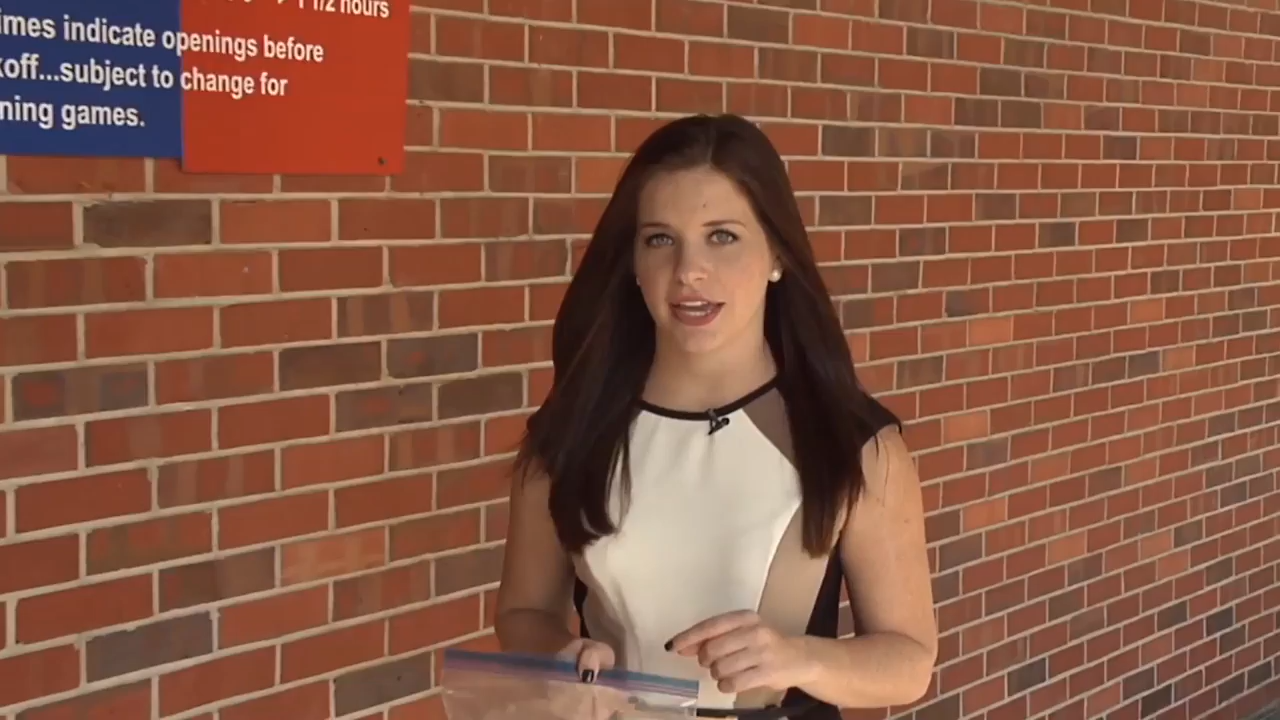 1 1/2 hours
imes indicate openings before
koff...subject to change for
ning games.